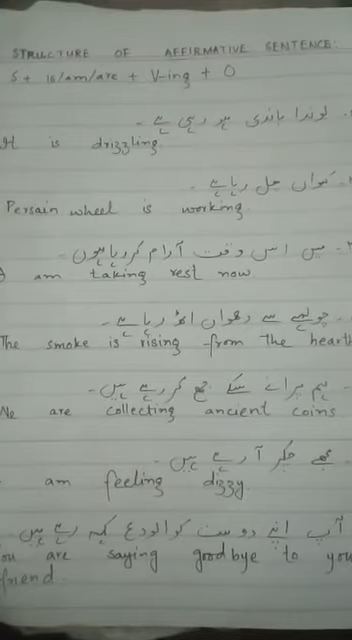 STRUCTURE OF AFFIRMATIVE SENTENCE:
S + is/am/are + V-ing + O
بوندا باندی ہو رہی ہے۔
It is drizzling.
کنواں چل رہا ہے۔
Persain wheel is working.
میں اس وقت آرام کر رہا ہوں۔
am taking rest now
چولہے سے دھواں اٹھ رہا ہے۔
The smoke is rising from the hearth
ہم پرانے سکے جمع کر رہے ہیں۔
We are collecting ancient coins
مجھے چکر آ رہے ہیں۔
am feeling dizzy.
آپ اپنے دوست کو الوداع کہہ رہے ہیں۔
You are saying goodbye to you
friend.